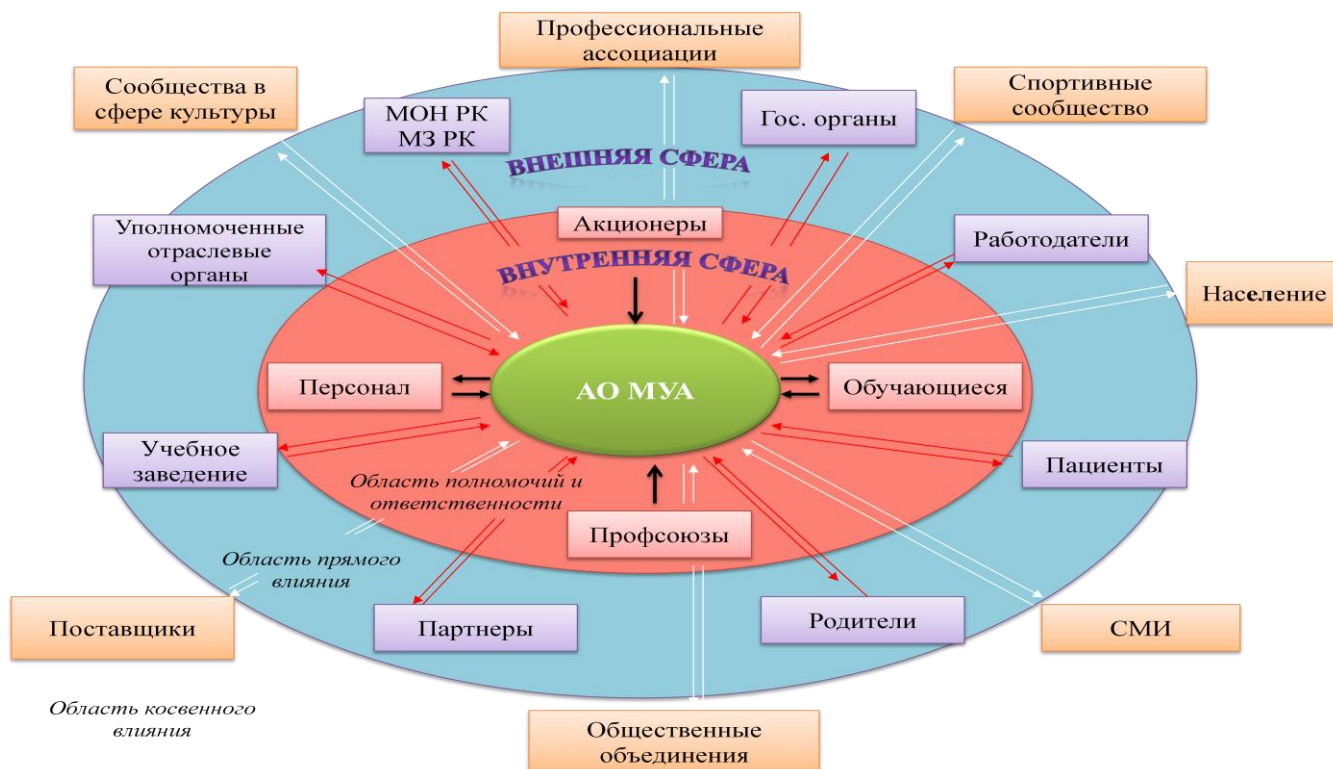 Профессиональные
ассоциации
Сообщества в
сфере культуры
Спортивные
сообщество
МОН РК
МЗ РК
Гос. органы
ВНЕШНЯЯ СФЕРА
Акционеры
Уполномоченные
отраслевые
органы
Работодатели
ВНУТРЕННЯЯ СФЕРА
Население
Персонал
АО МУА
Обучающиеся
Учебное
заведение
Пациенты
Область полномочий и
ответственности
Профсоюзы
Область прямого
влияния
Поставщики
Партнеры
Родители
СМИ
Область косвенного
влияния
Общественные
объединения